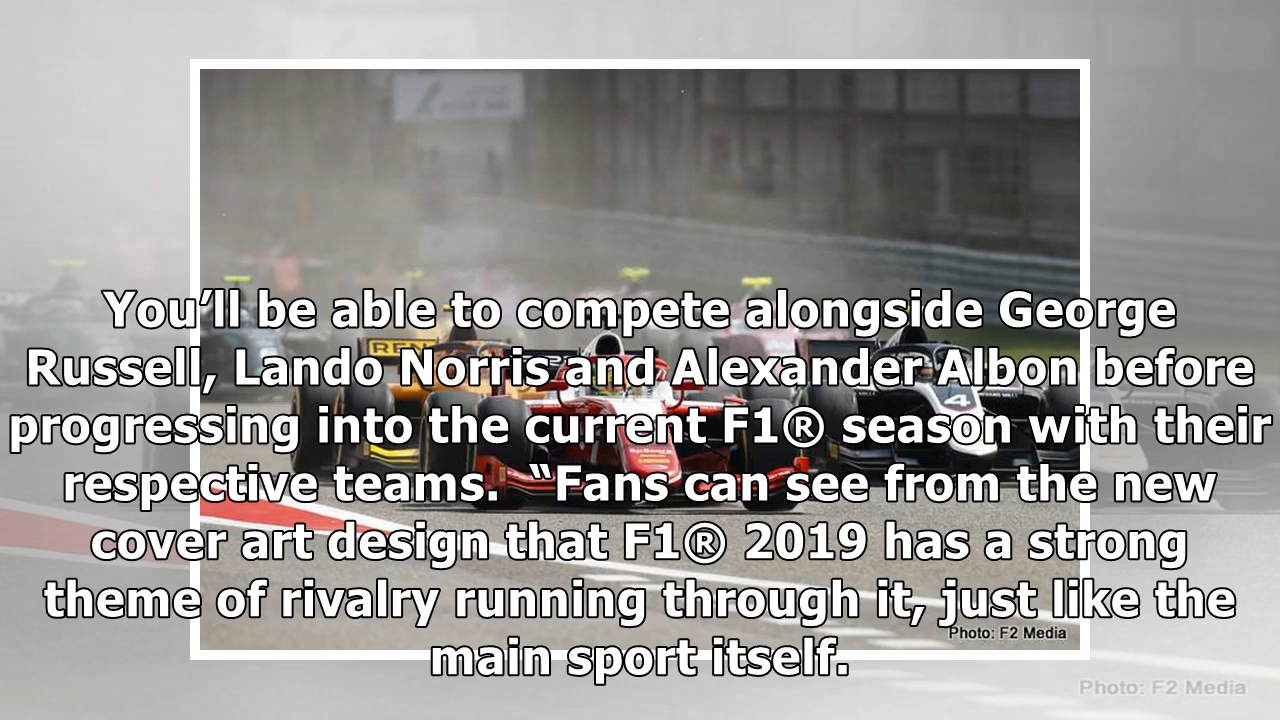 You’ll be able to compete alongside George
Russell, Lando Norris and Alexander Albon before
progressing into the current F1® season with their
respective teams. “Fans can see from the new
cover art design that F1® 2019 has a strong
theme of rivalry running through it, just like the
main sport itself.
4
Photo: F2 Media
Photo: F2 Media